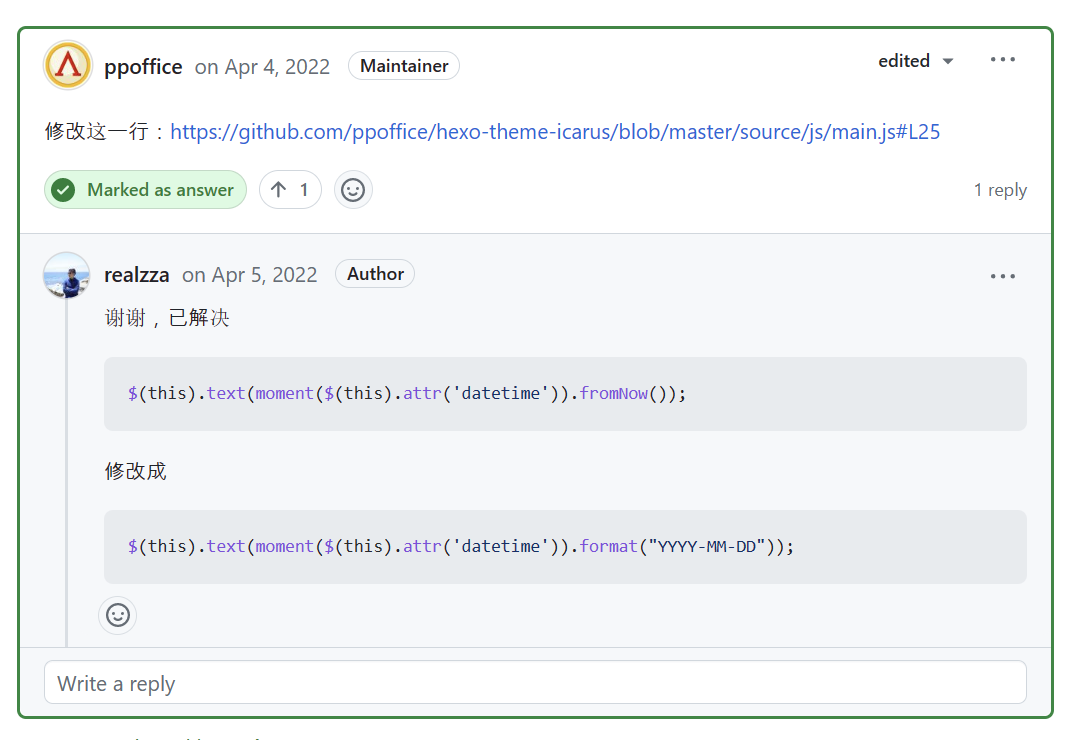 ppoffice on Apr 4, 2022 Maintainer edited
修改这一行：https://github.com/ppoffice/hexo-theme-icarus/blob/master/source/js/main.js#L25
Marked as answer 1 1 reply
realzza on Apr 5, 2022 Author
谢谢，已解决
$(this).text(moment($(this).attr('datetime')).fromNow());
修改成
$(this).text(moment($(this).attr('datetime')).format("YYYY-MM-DD"));
Write a reply